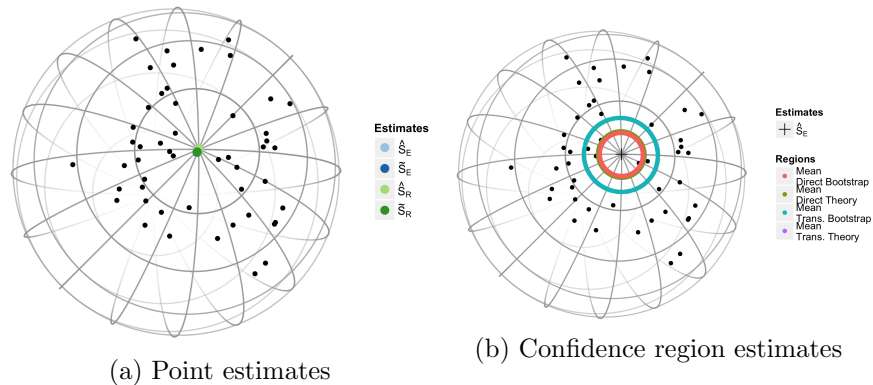 Estimates
Ŝ_E
S̃_E
Ŝ_R
S̃_R
(a) Point estimates
Estimates
Ŝ_E
Regions
Mean
Direct Bootstrap
Mean
Direct Theory
Mean
Trans. Bootstrap
Mean
Trans. Theory
(b) Confidence region estimates